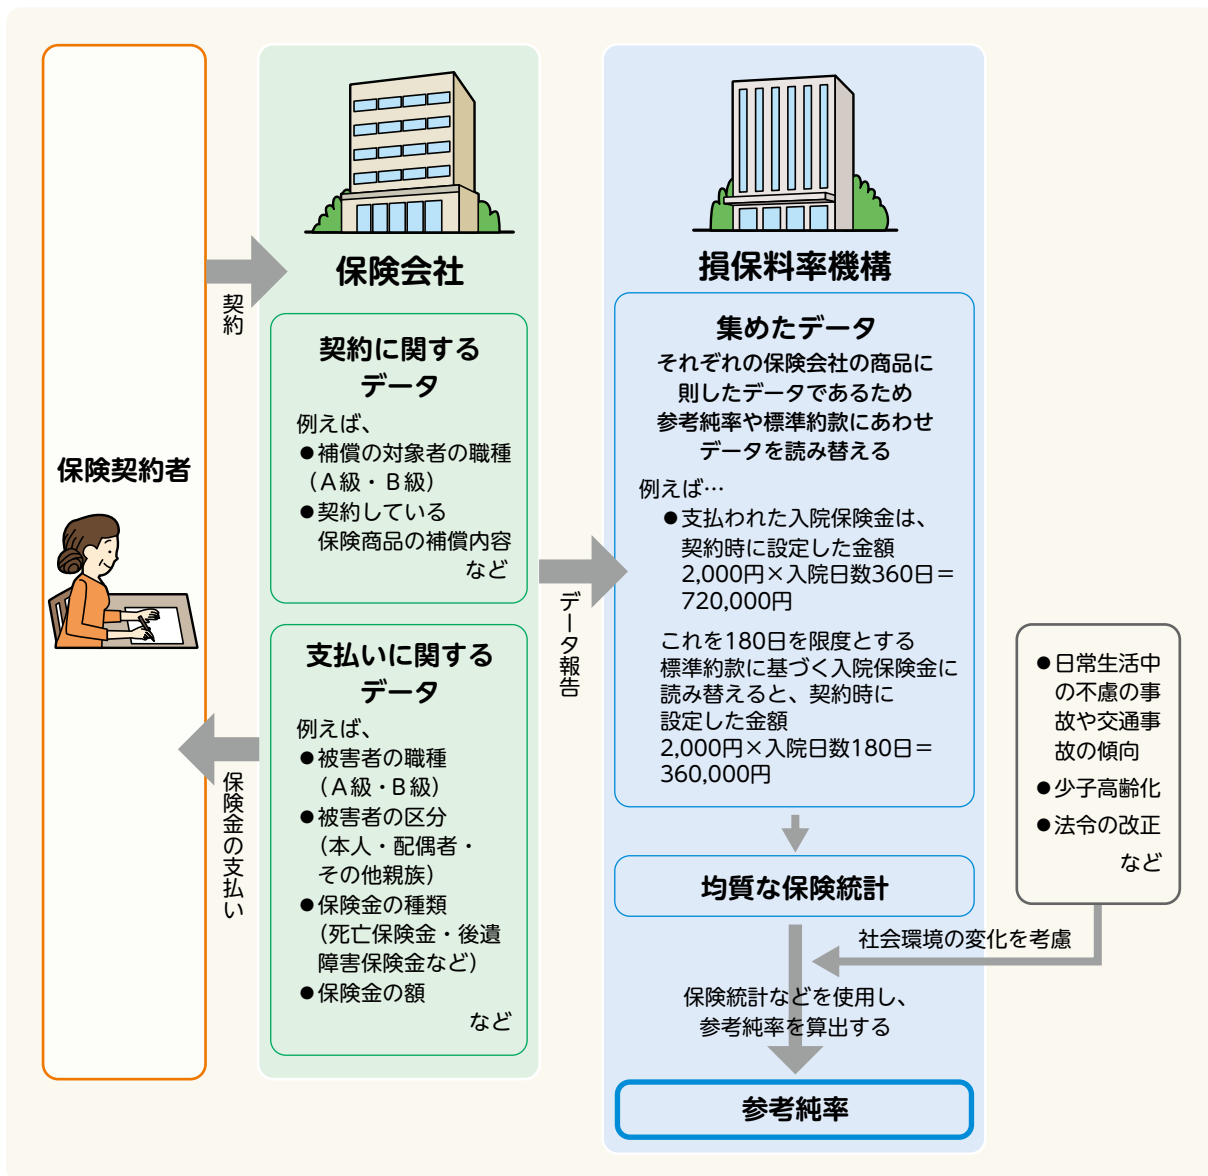 保険契約者
契約
保険金の支払い
保険会社
契約に関する
データ
例えば、
●補償の対象者の職種
（A級・B級）
●契約している
保険商品の補償内容
など
支払いに関する
データ
例えば、
●被害者の職種
（A級・B級）
●被害者の区分
（本人・配偶者・
その他親族）
●保険金の種類
（死亡保険金・後遺
障害保険金など）
●保険金の額
など
データ報告
損保料率機構
集めたデータ
それぞれの保険会社の商品に
則したデータであるため
参考純率や標準約款にあわせ
データを読み替える
例えば…
●支払われた入院保険金は、
契約時に設定した金額
2,000円×入院日数360日＝
720,000円
これを180日を限度とする
標準約款に基づく入院保険金に
読み替えると、契約時に
設定した金額
2,000円×入院日数180日＝
360,000円
均質な保険統計
●日常生活中
の不慮の事
故や交通事
故の傾向
●少子高齢化
●法令の改正
など
社会環境の変化を考慮
保険統計などを使用し、
参考純率を算出する
参考純率